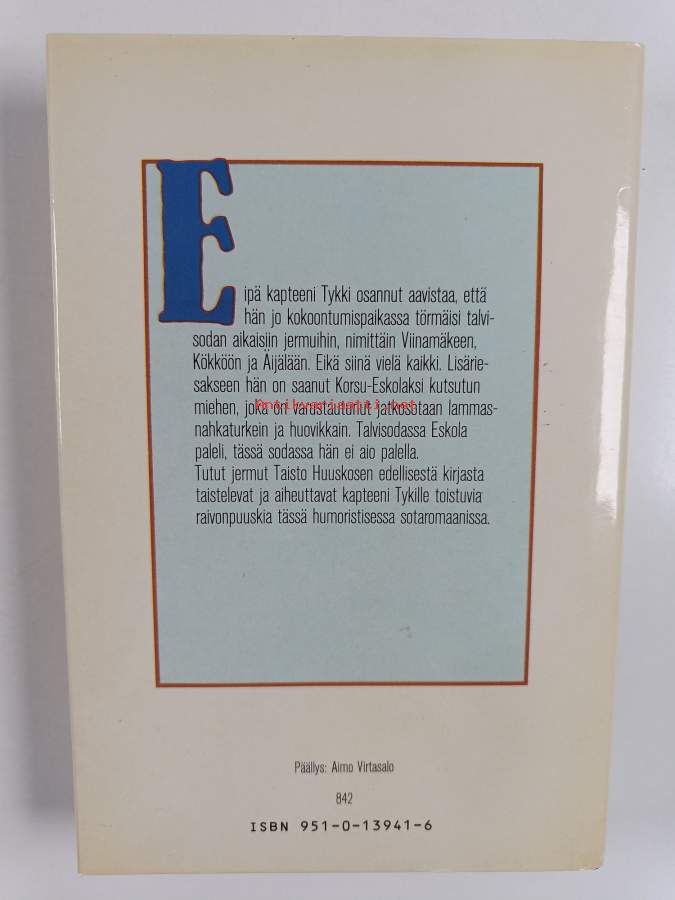 Eipä kapteeni Tykki osannut aavistaa, että
hän jo kokoontumispaikassa törmäisi talvi-
sodan aikaisiin jermuihin, nimittäin Viinamäkeen,
Kökköön ja Äijälään. Eikä siinä vielä kaikki. Lisärie-
sakseen hän on saanut Korsu-Eskolaksi kutsutun
miehen, joka on varustautunut jatkosotaan lammas-
nahkaturkein ja huovikkain. Talvisodassa Eskola
paleli, tässä sodassa hän ei aio palella.
Tutut jermut Taisto Huuskosen edellisestä kirjasta
taistelevat ja aiheuttavat kapteeni Tykille toistuvia
raivonpuuskia tässä humoristisessa sotaromaanissa.
Antikvariaatti.net
Päällys: Aimo Virtasalo
842
ISBN 951-0-13941-6